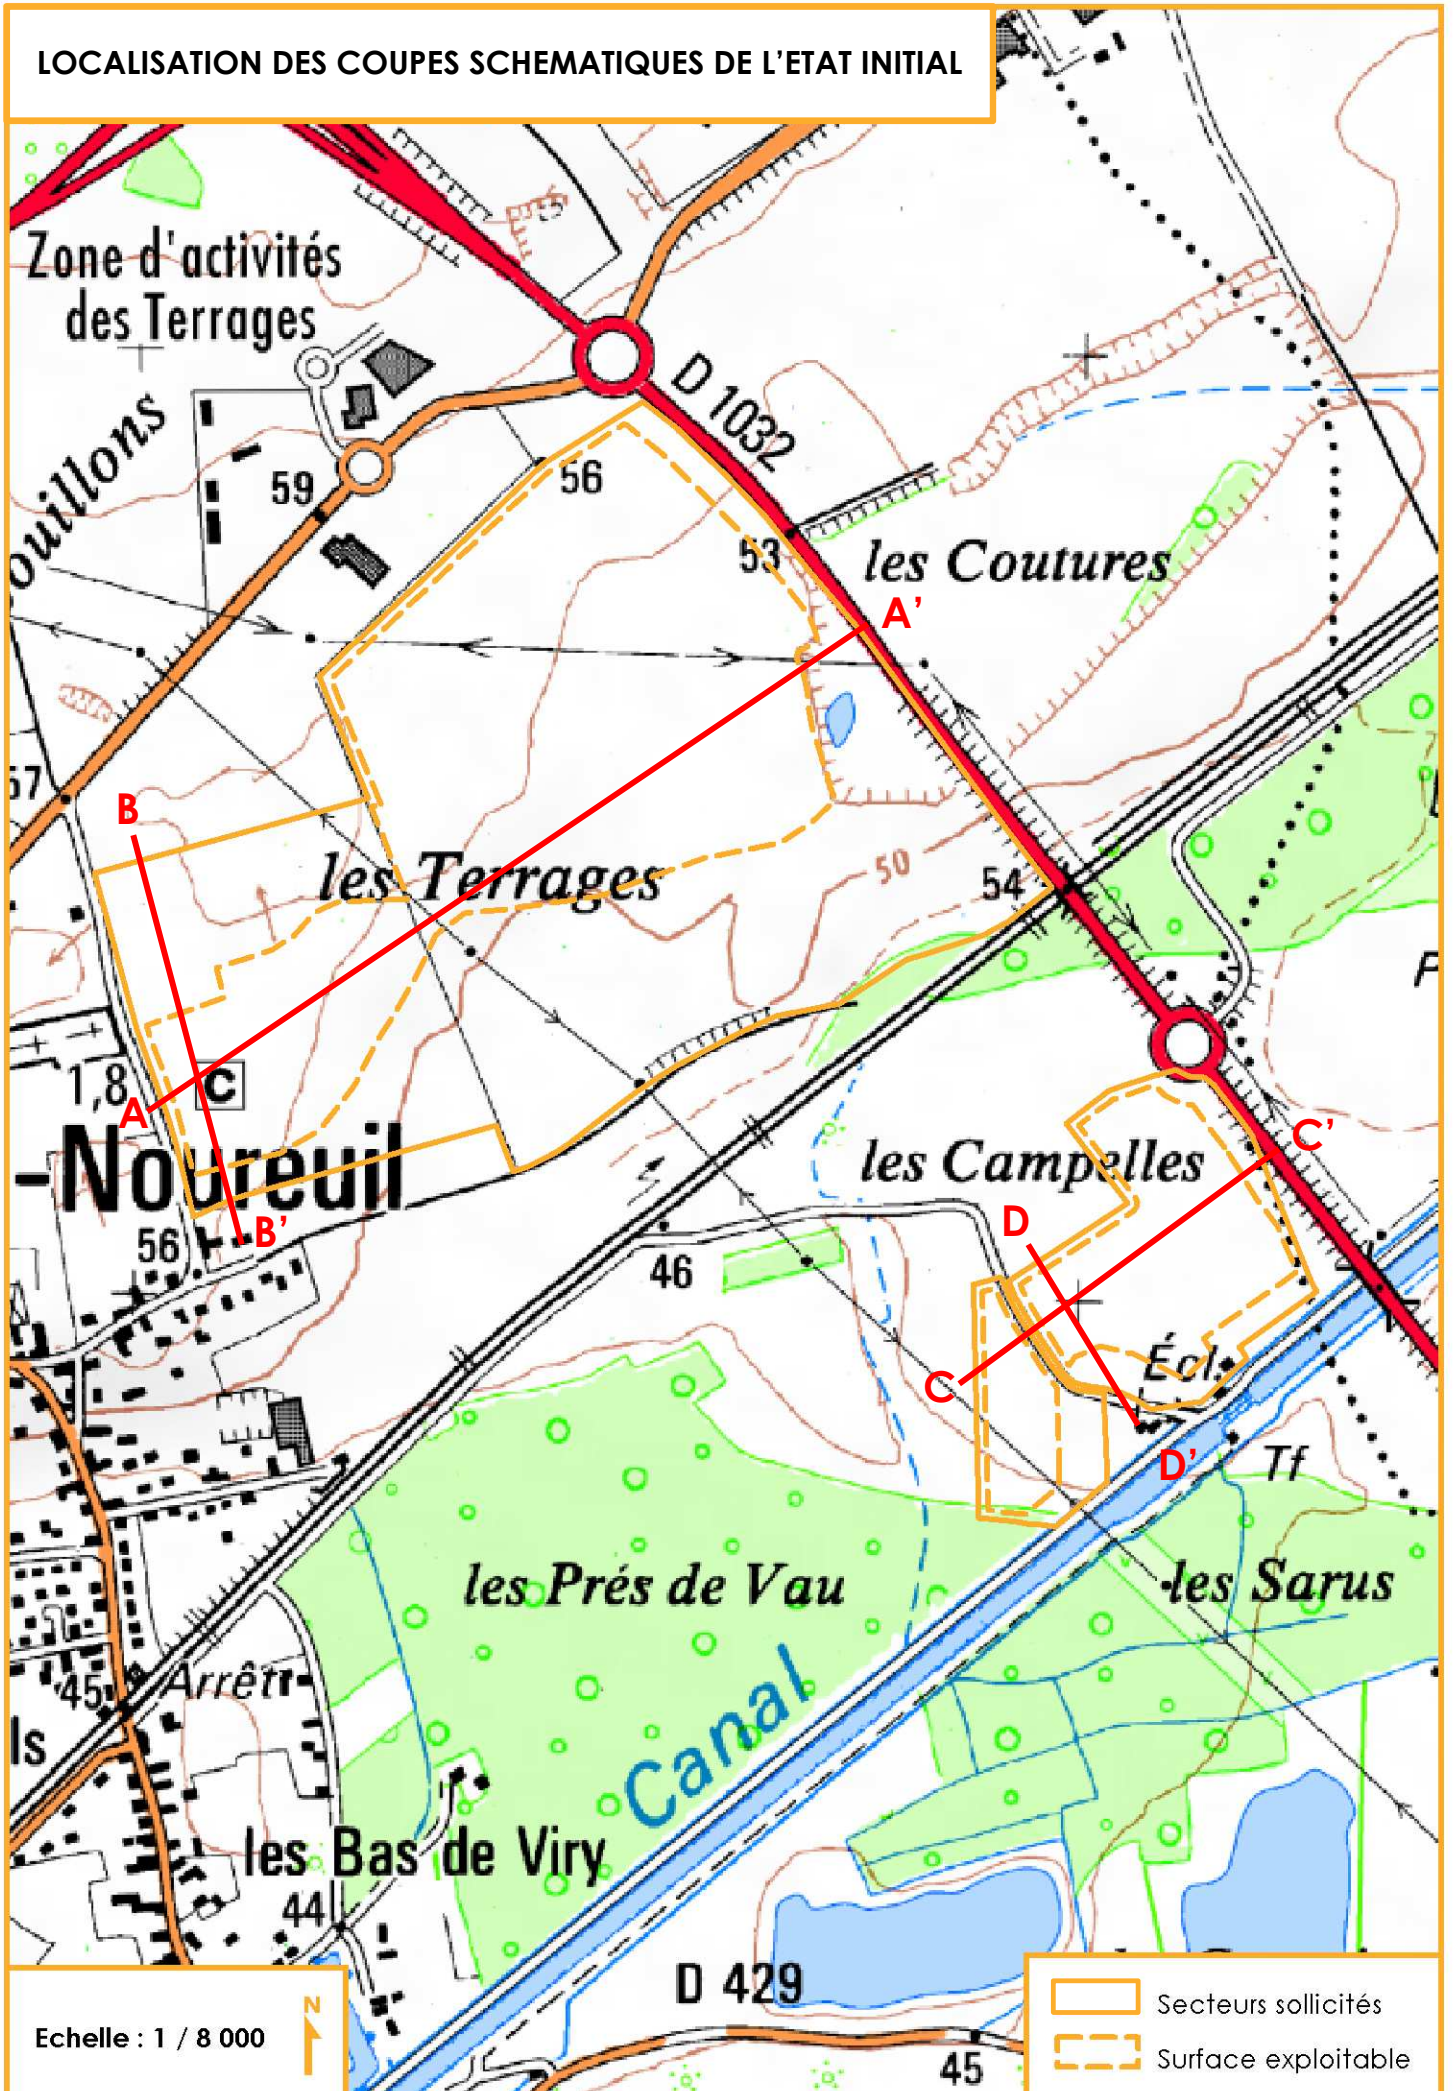 LOCALISATION DES COUPES SCHEMATIQUES DE L'ETAT INITIAL
Zone d'activités
des Terrages
D 1032
ouillons
59
56
53
les Coutures
A'
57
B
les Terrages
50
54
1,8
C
A
-Noureuil
B'
56
les Campelles
C'
D
46
C
Écl.
D'
Tf
les Prés de Vau
les Sarus
Arrêt
45
ls
Canal
les Bas de Viry
44
D 429
45
N
Echelle : 1 / 8 000
Secteurs sollicités
Surface exploitable